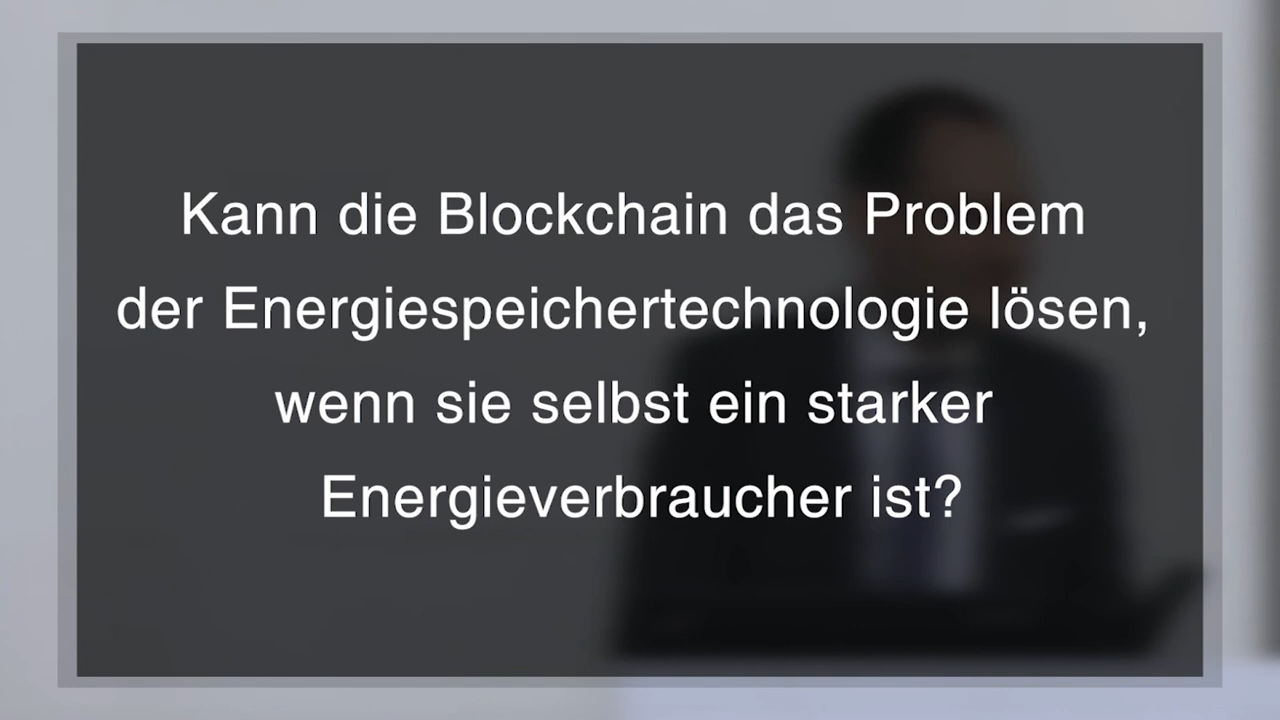 Kann die Blockchain das Problem
der Energiespeichertechnologie lösen,
wenn sie selbst ein starker
Energieverbraucher ist?